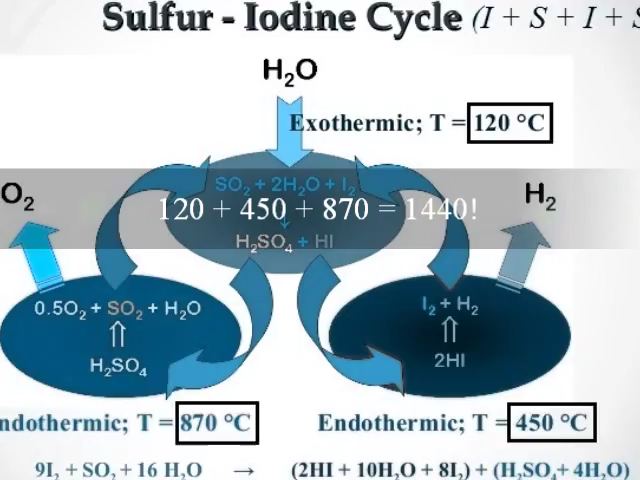 Sulfur - Iodine Cycle (I + S + I + S
H₂O
Exothermic; T = 120 °C
SO₂ + 2H₂O + I₂
O₂
120 + 450 + 870 = 1440!
H₂
H₂SO₄ + HI
0.5O₂ + SO₂ + H₂O
I₂ + H₂
⇑
⇑
H₂SO₄
2HI
ndothermic; T = 870 °C
Endothermic; T = 450 °C
9I₂ + SO₂ + 16 H₂O → (2HI + 10H₂O + 8I₂) + (H₂SO₄+ 4H₂O)